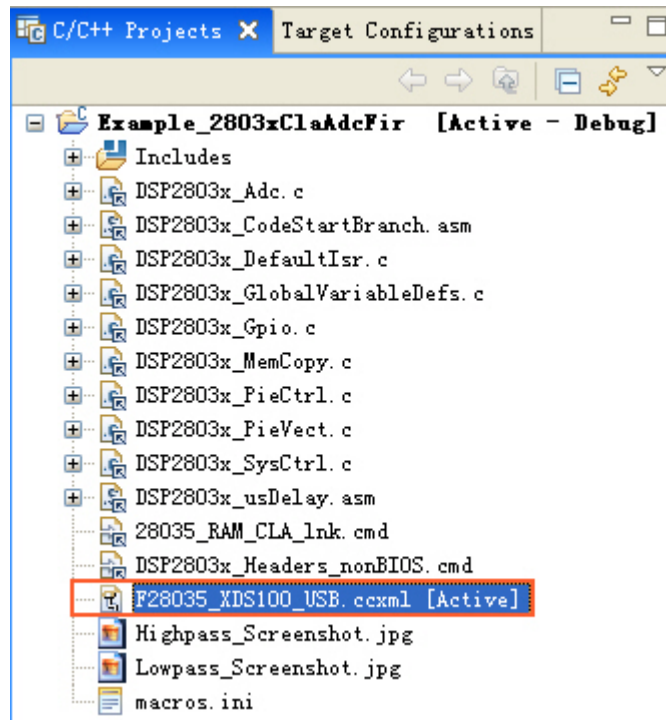 C/C++ Projects Target Configurations
Example_2803xClaAdcFir [Active - Debug]
Includes
DSP2803x_Adc.c
DSP2803x_CodeStartBranch.asm
DSP2803x_DefaultIsr.c
DSP2803x_GlobalVariableDefs.c
DSP2803x_Gpio.c
DSP2803x_MemCopy.c
DSP2803x_PieCtrl.c
DSP2803x_PieVect.c
DSP2803x_SysCtrl.c
DSP2803x_usDelay.asm
28035_RAM_CLA_lnk.cmd
DSP2803x_Headers_nonBIOS.cmd
F28035_XDS100_USB.ccxml [Active]
Highpass_Screenshot.jpg
Lowpass_Screenshot.jpg
macros.ini